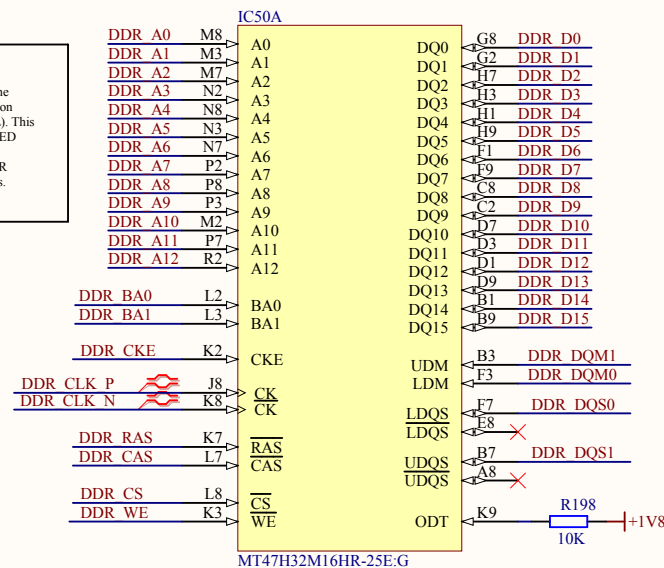 IC50A
ne
on
). This
ED
R
s.
DDR_A0 M8 A0
DDR_A1 M3 A1
DDR_A2 M7 A2
DDR_A3 N2 A3
DDR_A4 N8 A4
DDR_A5 N3 A5
DDR_A6 N7 A6
DDR_A7 P2 A7
DDR_A8 P8 A8
DDR_A9 P3 A9
DDR_A10 M2 A10
DDR_A11 P7 A11
DDR_A12 R2 A12
DDR_BA0 L2 BA0
DDR_BA1 L3 BA1
DDR_CKE K2 CKE
DDR_CLK_P J8 CK
DDR_CLK_N K8 CK
DDR_RAS K7 RAS
DDR_CAS L7 CAS
DDR_CS L8 CS
DDR_WE K3 WE
DQ0 G8 DDR_D0
DQ1 G2 DDR_D1
DQ2 H7 DDR_D2
DQ3 H3 DDR_D3
DQ4 H1 DDR_D4
DQ5 H9 DDR_D5
DQ6 F1 DDR_D6
DQ7 F9 DDR_D7
DQ8 C8 DDR_D8
DQ9 C2 DDR_D9
DQ10 D7 DDR_D10
DQ11 D3 DDR_D11
DQ12 D1 DDR_D12
DQ13 D9 DDR_D13
DQ14 B1 DDR_D14
DQ15 B9 DDR_D15
UDM B3 DDR_DQM1
LDM F3 DDR_DQM0
LDQS F7 DDR_DQS0
LDQS E8
UDQS B7 DDR_DQS1
UDQS A8
ODT K9 R198 +1V8
10K
MT47H32M16HR-25E:G